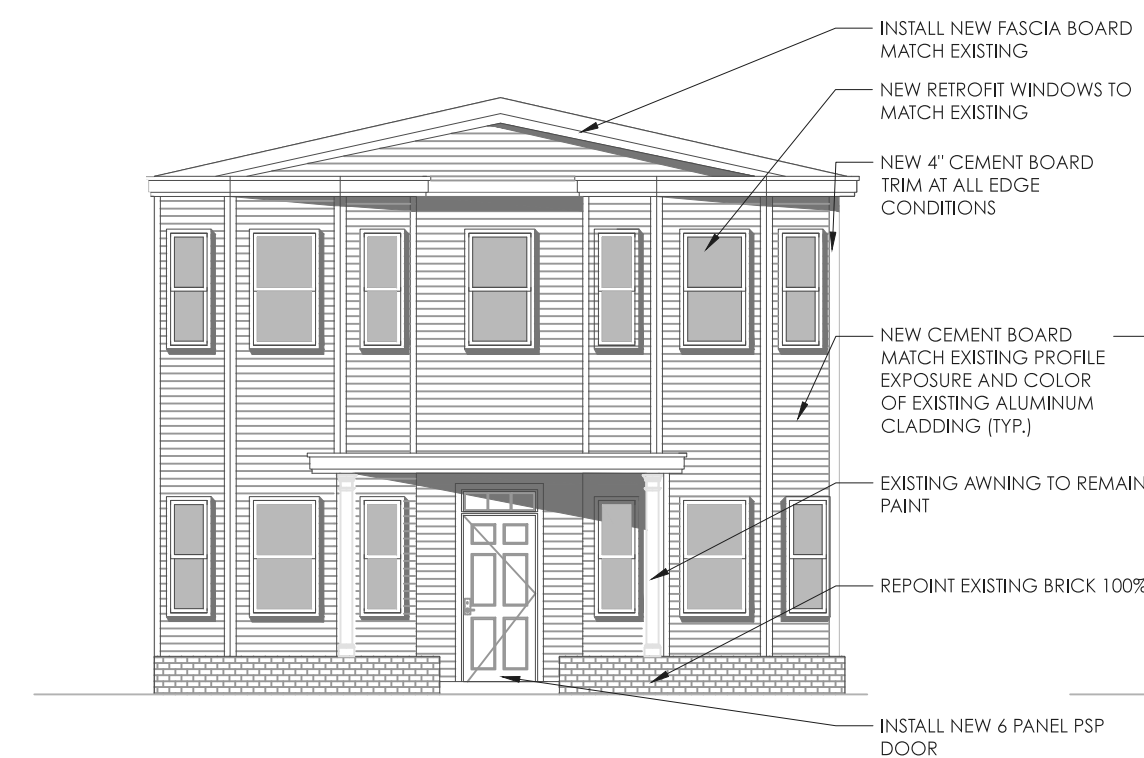 INSTALL NEW FASCIA BOARD
MATCH EXISTING
NEW RETROFIT WINDOWS TO
MATCH EXISTING
NEW 4" CEMENT BOARD
TRIM AT ALL EDGE
CONDITIONS
NEW CEMENT BOARD
MATCH EXISTING PROFILE
EXPOSURE AND COLOR
OF EXISTING ALUMINUM
CLADDING (TYP.)
EXISTING AWNING TO REMAIN
PAINT
REPOINT EXISTING BRICK 100%
INSTALL NEW 6 PANEL PSP
DOOR